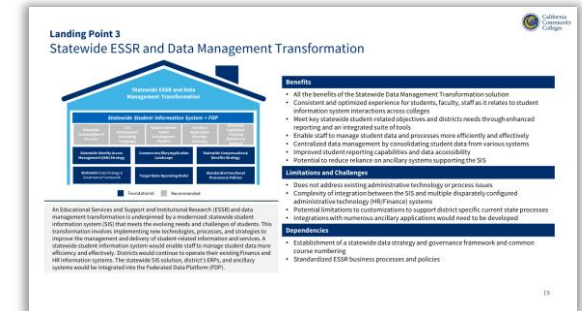 California
Community
Colleges
Landing Point 3
Statewide ESSR and Data Management Transformation
Statewide ESSR and Data
Management Transformation
Statewide Student Information System + FDP
Statewide Identity Access
Management (IAM) Strategy
Common Ancillary Application
Landscape
Statewide Compensation &
Benefits Strategy
Statewide Data Strategy &
Governance Framework
Target State Operating Model
Standardize Functional
Processes & Policies
Foundational
Recommended
An Educational Services and Support and Institutional Research (ESSR) and data
management transformation is underpinned by a modernized statewide student
information system (SIS) that meets the evolving needs and challenges of students. This
transformation involves implementing new technologies, processes, and strategies to
improve the management and delivery of student-related information and services. A
statewide student information system would enable staff to manage student data more
efficiently and effectively. Districts would continue to operate their existing Finance and
HR information systems. The statewide SIS solution, district's ERPs, and ancillary
systems would be integrated into the Federated Data Platform (FDP).
Benefits
• All the benefits of the Statewide Data Management Transformation solution
• Consistent and optimized experience for students, faculty, staff as it relates to student
information system interactions across colleges
• Meet key statewide student-related objectives and districts needs through enhanced
reporting and an integrated suite of tools
• Enable staff to manage student data and processes more efficiently and effectively
• Centralized data management by consolidating student data from various systems
• Improved student reporting capabilities and data accessibility
• Potential to reduce reliance on ancillary systems supporting the SIS
Limitations and Challenges
• Does not address existing administrative technology or process issues
• Complexity of integration between the SIS and multiple disparately configured
administrative technology (HR/Finance) systems
• Potential limitations to customizations to support district specific current state processes
• Integrations with numerous ancillary applications would need to be developed
Dependencies
• Establishment of a statewide data strategy and governance framework and common
course numbering
• Standardized ESSR business processes and policies
19